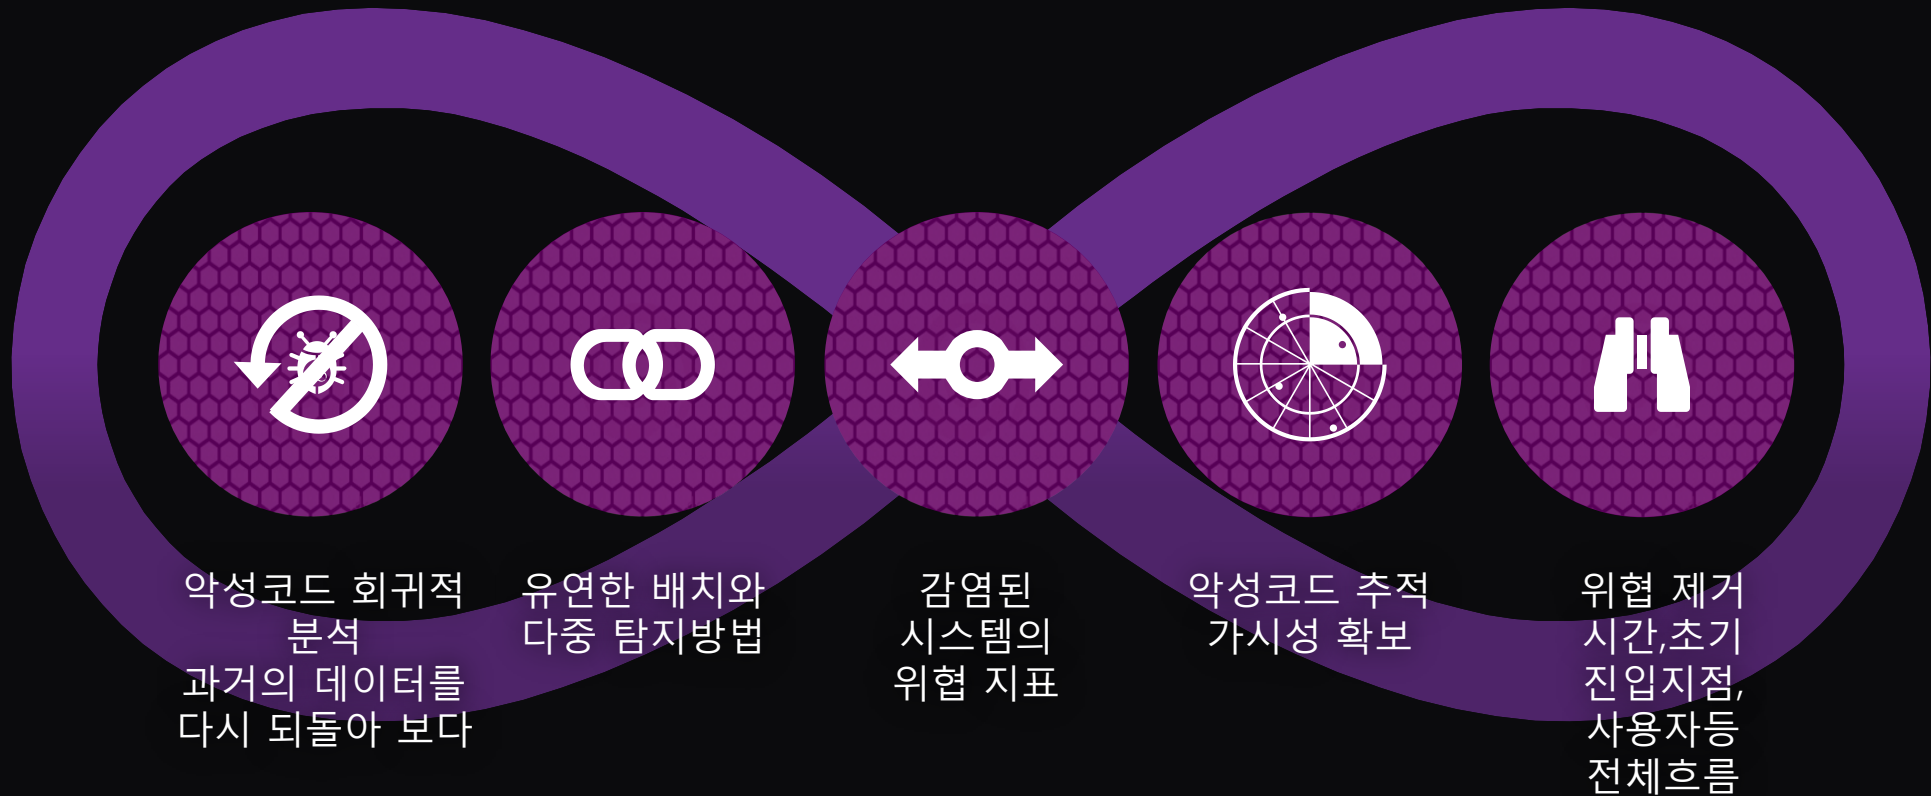 악성코드 회귀적
분석
과거의 데이터를
다시 되돌아 보다
유연한 배치와
다중 탐지방법
감염된
시스템의
위협 지표
악성코드 추적
가시성 확보
위협 제거
시간,초기
진입지점,
사용자등
전체흐름